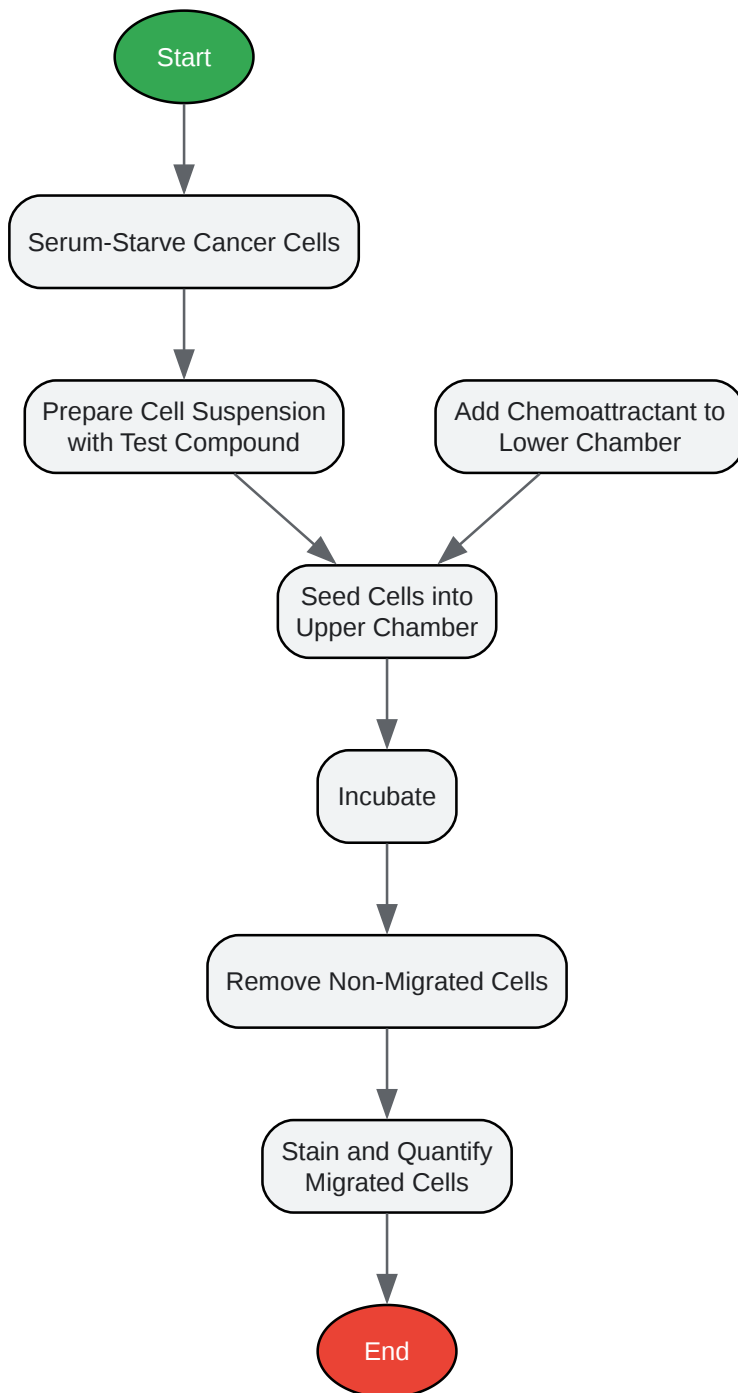 Start
Serum-Starve Cancer Cells
Prepare Cell Suspension
with Test Compound
Add Chemoattractant to
Lower Chamber
Seed Cells into
Upper Chamber
Incubate
Remove Non-Migrated Cells
Stain and Quantify
Migrated Cells
End